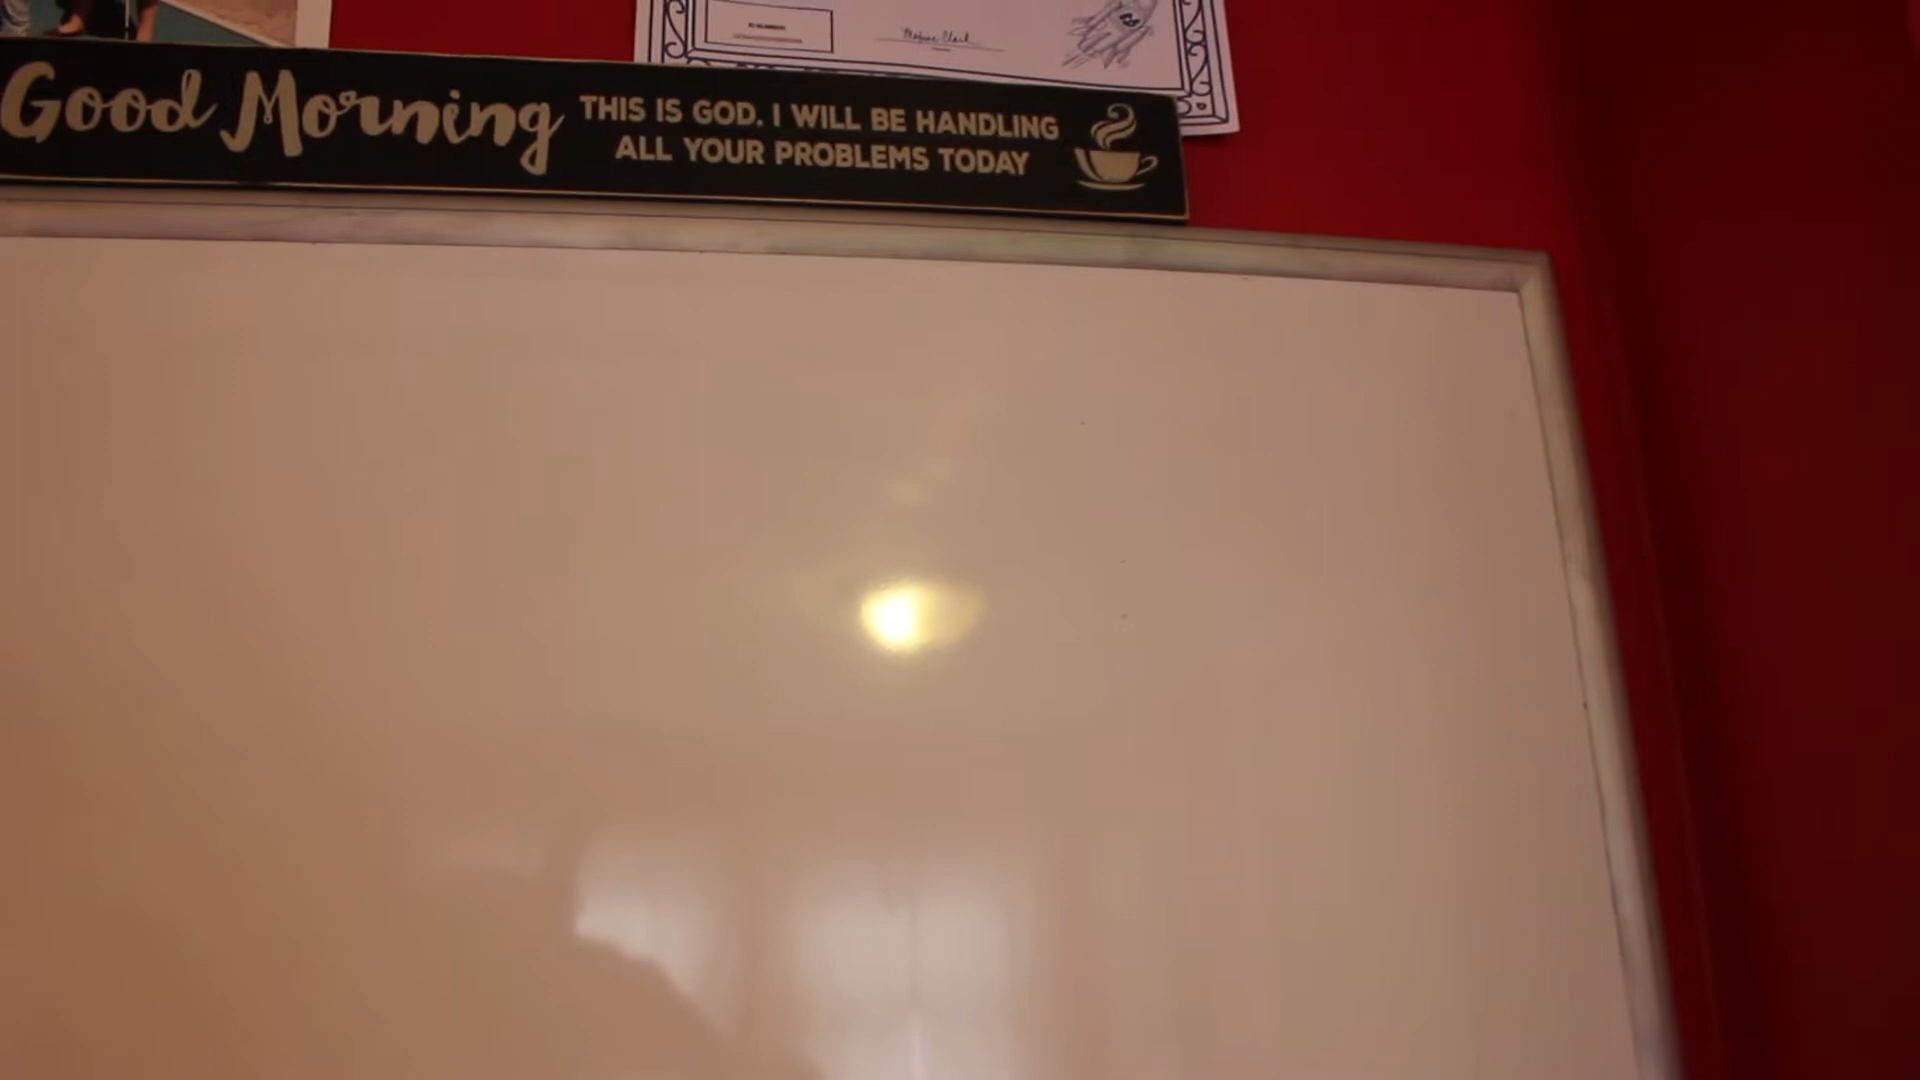 Good Morning
THIS IS GOD. I WILL BE HANDLING
ALL YOUR PROBLEMS TODAY